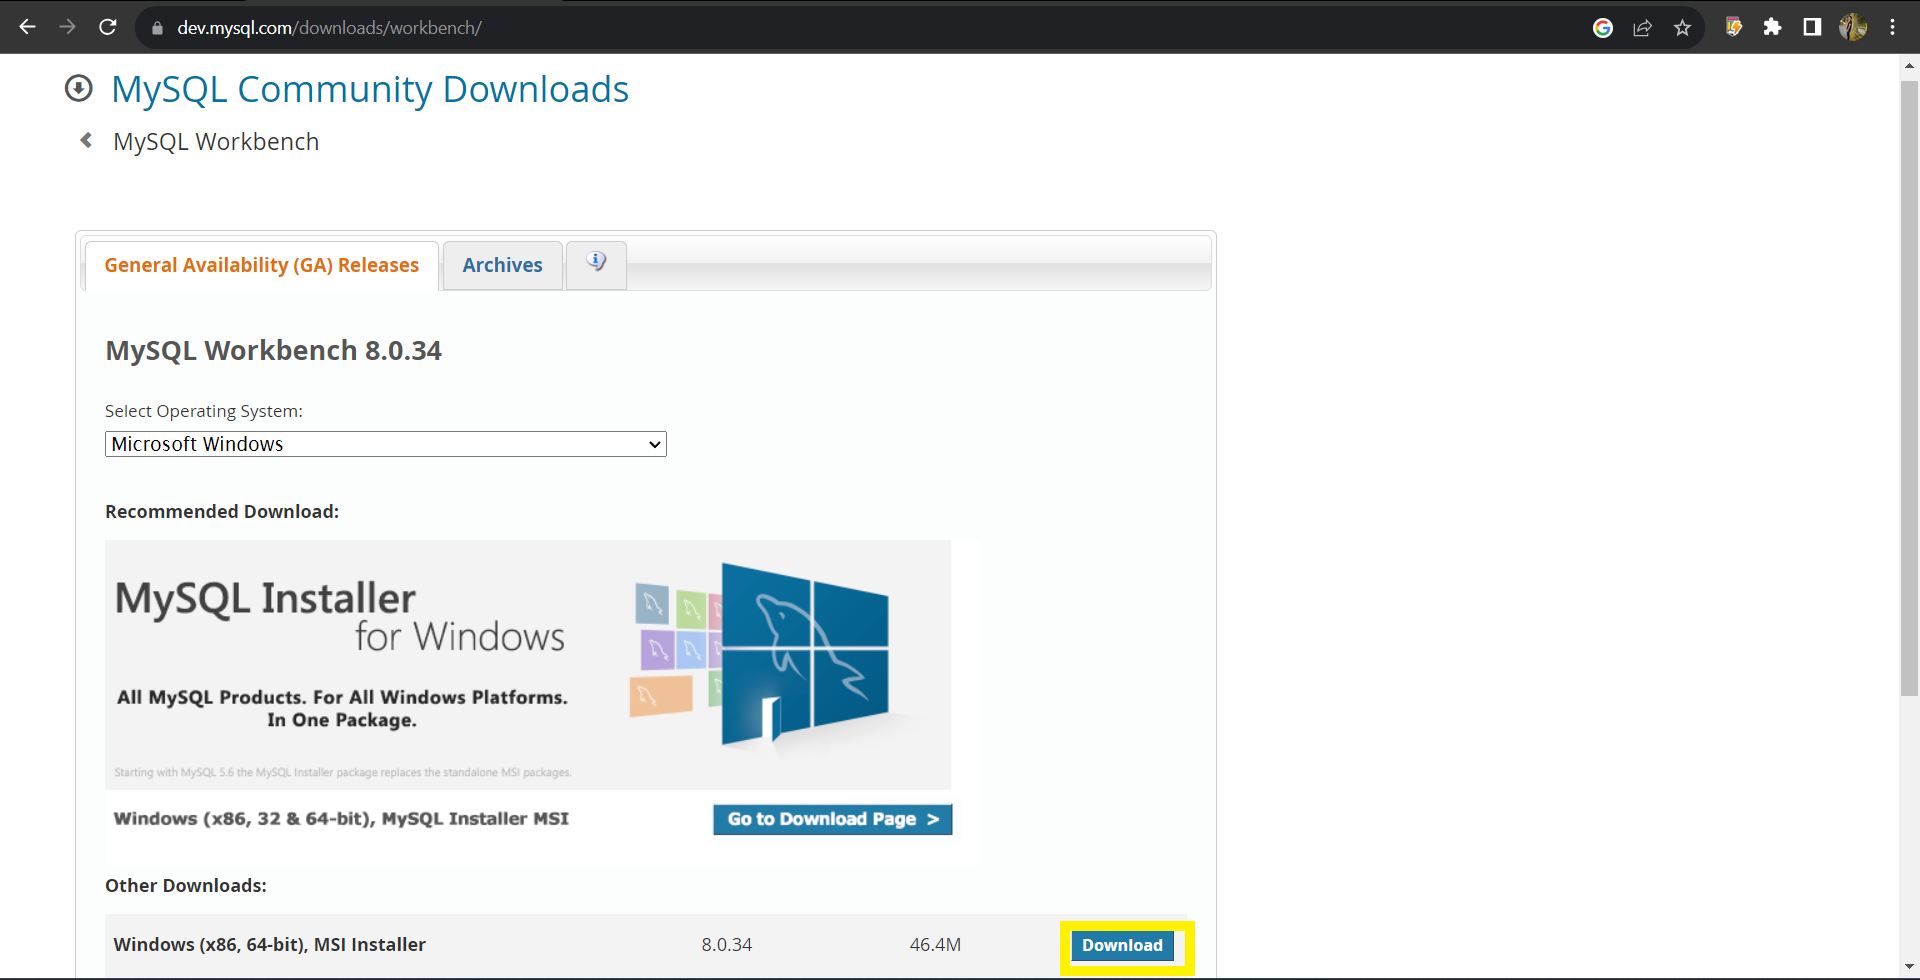 dev.mysql.com/downloads/workbench/
MySQL Community Downloads
MySQL Workbench
General Availability (GA) Releases
Archives
MySQL Workbench 8.0.34
Select Operating System:
Microsoft Windows
Recommended Download:
MySQL Installer
for Windows
All MySQL Products. For All Windows Platforms.
In One Package.
Starting with MySQL 5.6 the MySQL Installer package replaces the standalone MSI packages.
Windows (x86, 32 & 64-bit), MySQL Installer MSI
Go to Download Page >
Other Downloads:
Windows (x86, 64-bit), MSI Installer 8.0.34 46.4M Download